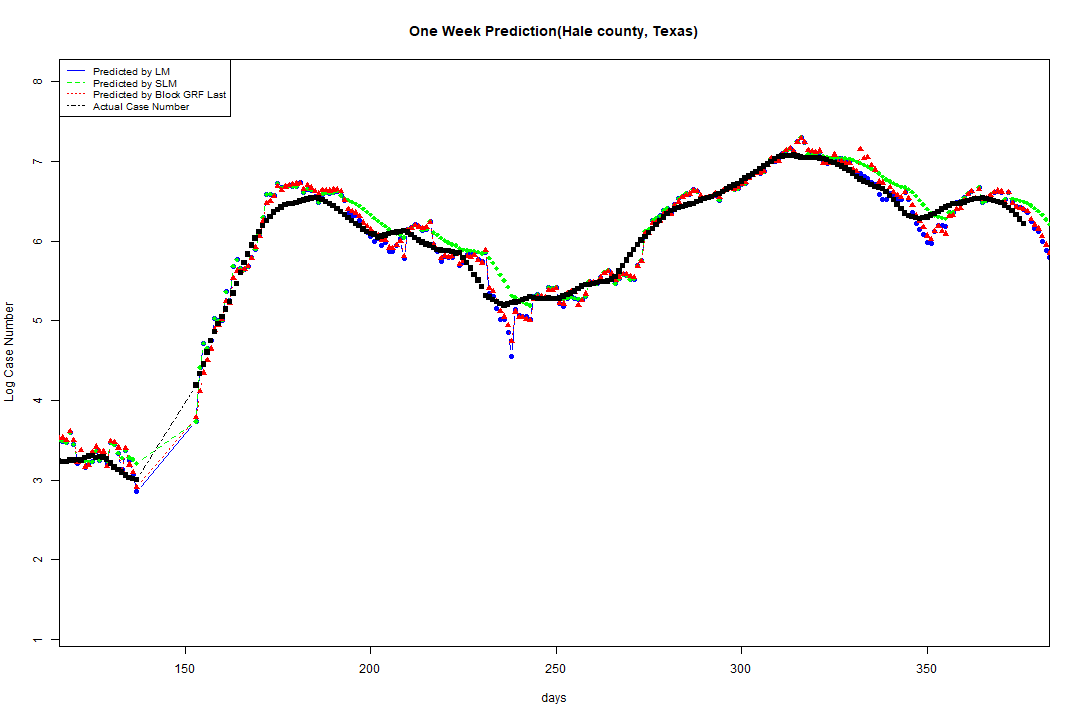 One Week Prediction(Hale county, Texas)
Predicted by LM
Predicted by SLM
Predicted by Block GRF Last
Actual Case Number
8
7
6
5
4
3
2
1
Log Case Number
150 200 250 300 350
days